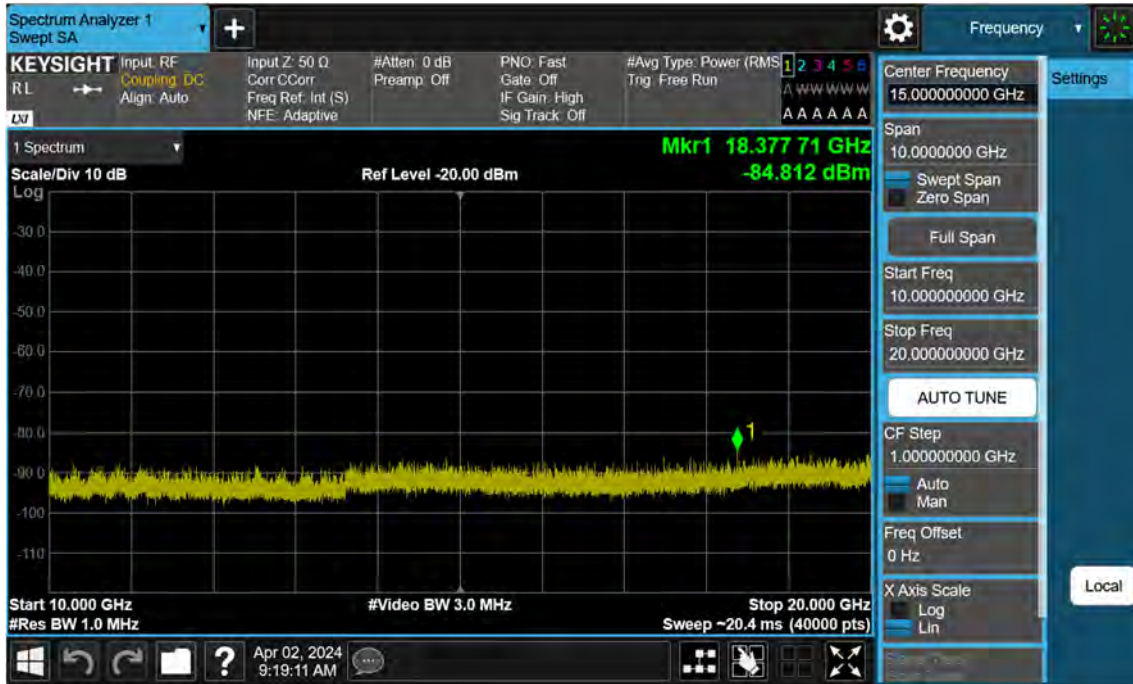 Spectrum Analyzer 1
Swept SA
+
Frequency
KEYSIGHT
RL
LXI
Input: RF
Coupling: DC
Align: Auto
Input Z: 50 Ω
Corr CCorr
Freq Ref: Int (S)
NFE: Adaptive
#Atten: 0 dB
Preamp: Off
PNO: Fast
Gate: Off
IF Gain: High
Sig Track: Off
#Avg Type: Power (RMS
Trig: Free Run
1 2 3 4 5 6
A W W W W W
A A A A A A
Center Frequency
15.000000000 GHz
Settings
1 Spectrum
Mkr1 18.377 71 GHz
Scale/Div 10 dB
Ref Level -20.00 dBm
-84.812 dBm
Log
-30.0
-40.0
-50.0
-60.0
-70.0
-80.0
-90.0
-100
-110
1
Start 10.000 GHz
#Video BW 3.0 MHz
Stop 20.000 GHz
#Res BW 1.0 MHz
Sweep ~20.4 ms (40000 pts)
Span
10.0000000 GHz
Swept Span
Zero Span
Full Span
Start Freq
10.000000000 GHz
Stop Freq
20.000000000 GHz
AUTO TUNE
CF Step
1.000000000 GHz
Auto
Man
Freq Offset
0 Hz
X Axis Scale
Log
Lin
Local
?
Apr 02, 2024
9:19:11 AM